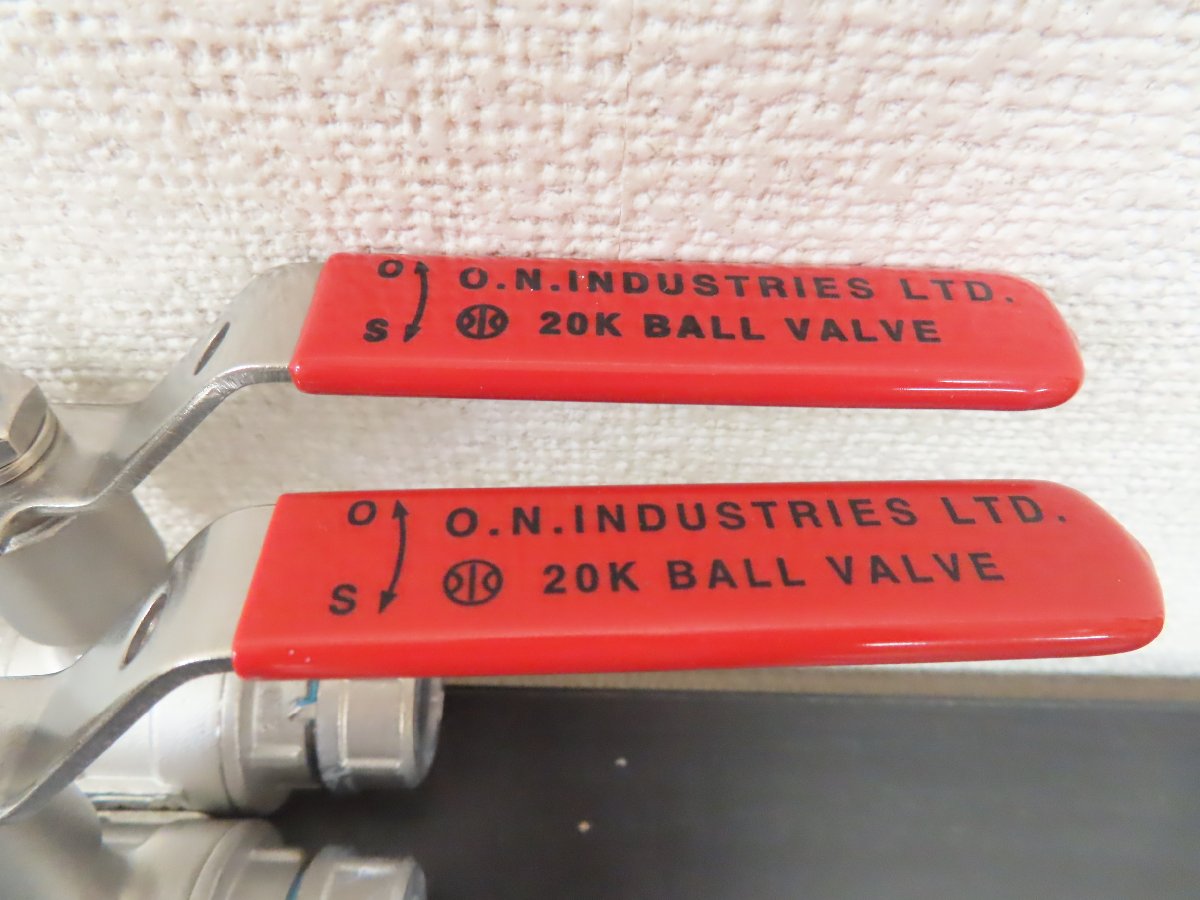 O O.N.INDUSTRIES LTD.
S 20K BALL VALVE
O O.N.INDUSTRIES LTD.
S 20K BALL VALVE